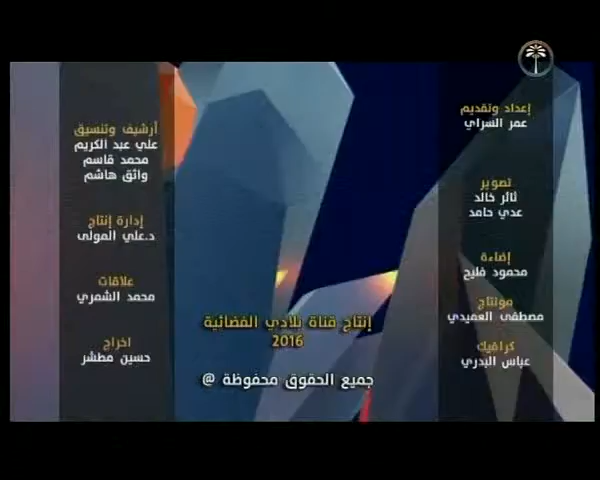 إعداد وتقديم
عمر السراي
تصوير
ثائر خالد
عدي حامد
إضاءة
محمود فليح
مونتاج
مصطفى العميدي
كرافيك
عباس البدري
أرشيف وتنسيق
علي عبد الكريم
محمد قاسم
واثق هاشم
إدارة إنتاج
د.علي المولى
علاقات
محمد الشمري
اخراج
حسين مطشر
إنتاج قناة بلادي الفضائية
2016
جميع الحقوق محفوظة @